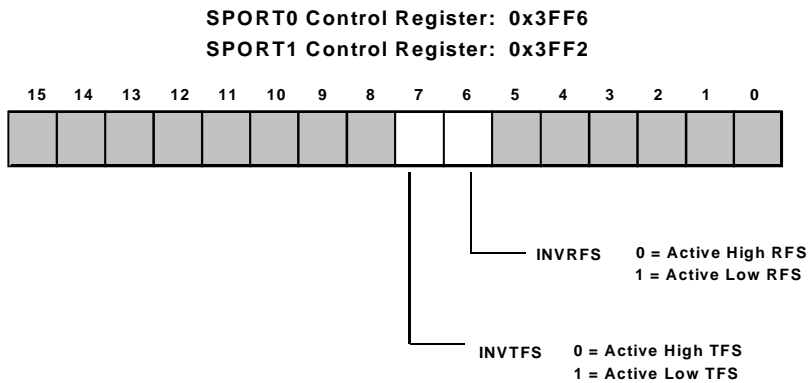 SPORT0 Control Register: 0x3FF6
SPORT1 Control Register: 0x3FF2
15 14 13 12 11 10 9 8 7 6 5 4 3 2 1 0
INVRFS 0 = Active High RFS
1 = Active Low RFS
INVTFS 0 = Active High TFS
1 = Active Low TFS